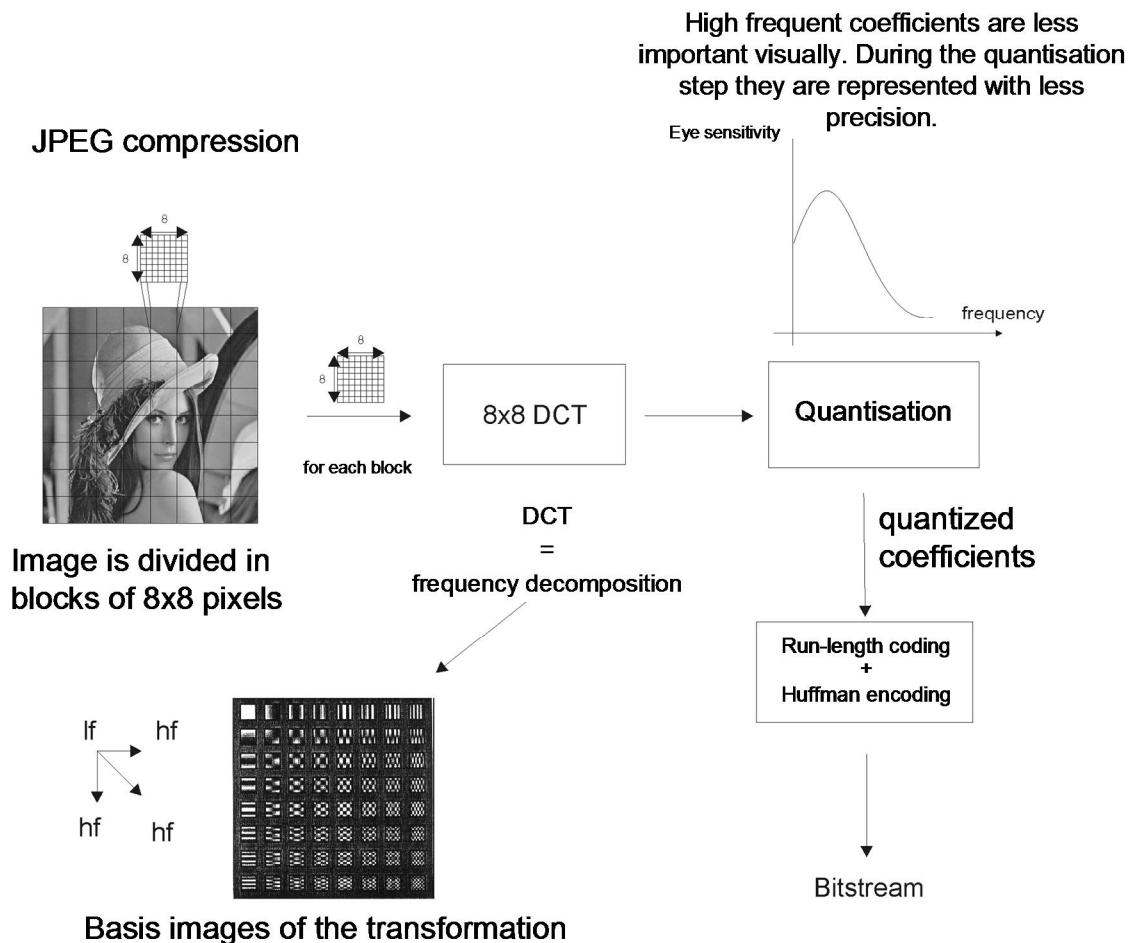 High frequent coefficients are less
important visually. During the quantisation
step they are represented with less
precision.
JPEG compression
Eye sensitivity
frequency
8
8
8
8
for each block
8x8 DCT
Quantisation
Image is divided in
blocks of 8x8 pixels
DCT
=
frequency decomposition
quantized
coefficients
Run-length coding
+
Huffman encoding
lf
hf
hf
hf
Bitstream
Basis images of the transformation